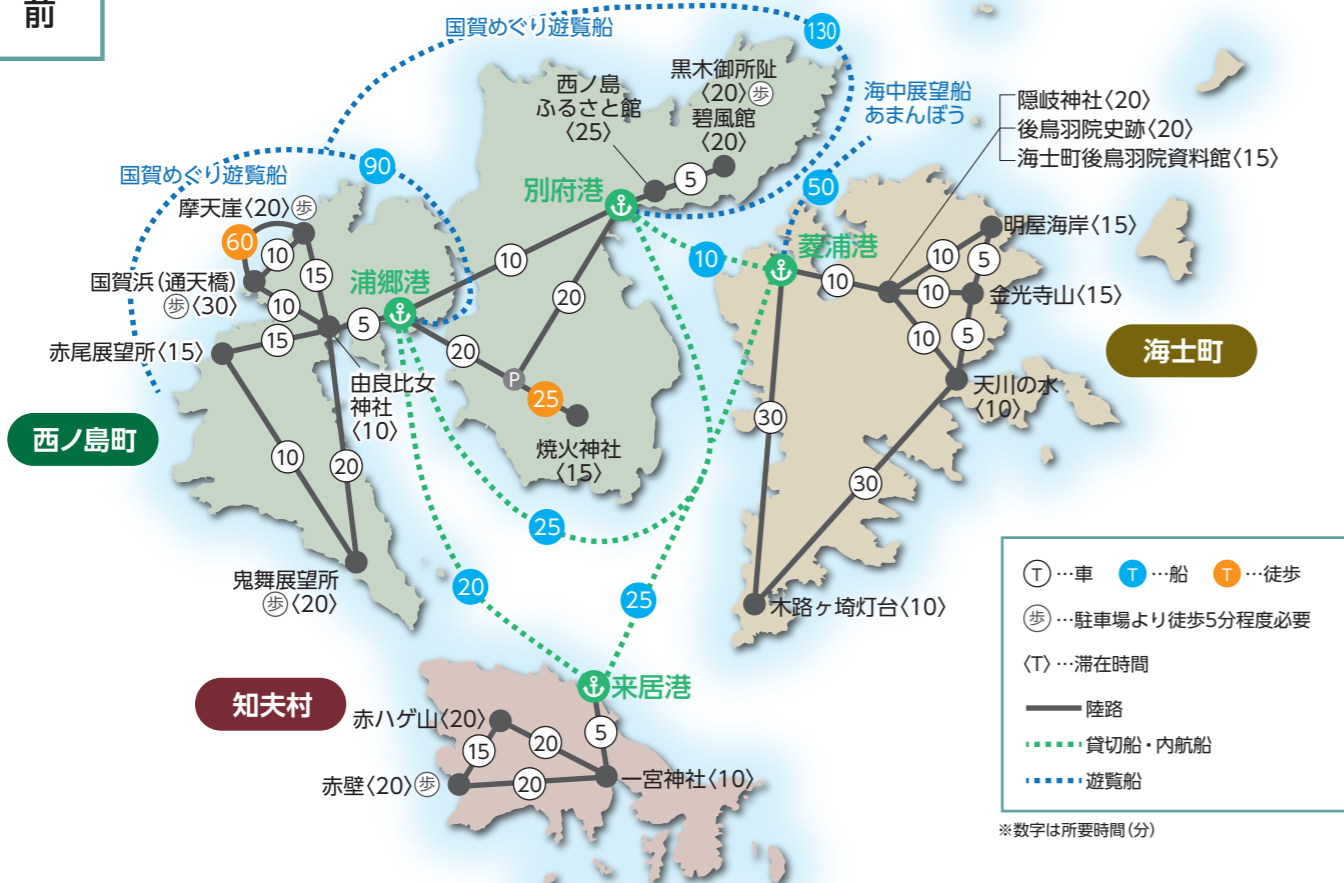 前
国賀めぐり遊覧船
130
西ノ島
ふるさと館
〈25〉
黒木御所阯
〈20〉歩
碧風館
〈20〉
海中展望船
あまんぼう
隠岐神社〈20〉
後鳥羽院史跡〈20〉
海士町後鳥羽院資料館〈15〉
国賀めぐり遊覧船
90
5
50
別府港
摩天崖〈20〉歩
60
10
15
国賀浜(通天橋)
歩〈30〉
10
浦郷港
10
10
菱浦港
明屋海岸〈15〉
10
5
10
10
金光寺山〈15〉
20
15
5
赤尾展望所〈15〉
10
5
海士町
20
P
25
由良比女
神社
〈10〉
天川の水
〈10〉
西ノ島町
30
焼火神社
〈15〉
10
20
30
25
鬼舞展望所
歩〈20〉
20
25
木路ヶ埼灯台〈10〉
T…車
T…船
T…徒歩
歩…駐車場より徒歩5分程度必要
〈T〉…滞在時間
陸路
貸切船・内航船
遊覧船
※数字は所要時間(分)
来居港
知夫村
赤ハゲ山〈20〉
5
15
20
赤壁〈20〉歩
20
一宮神社〈10〉